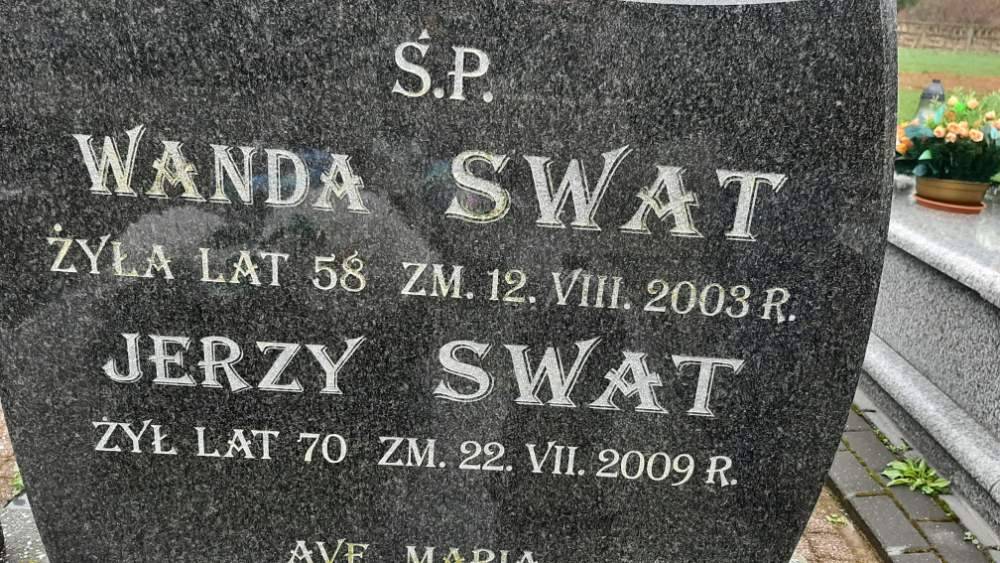 Ś.P.
WANDA SWAT
ŻYŁA LAT 58 ZM. 12. VIII. 2003 R.
JERZY SWAT
ŻYŁ LAT 70 ZM. 22. VII. 2009 R.
AVE MARIA